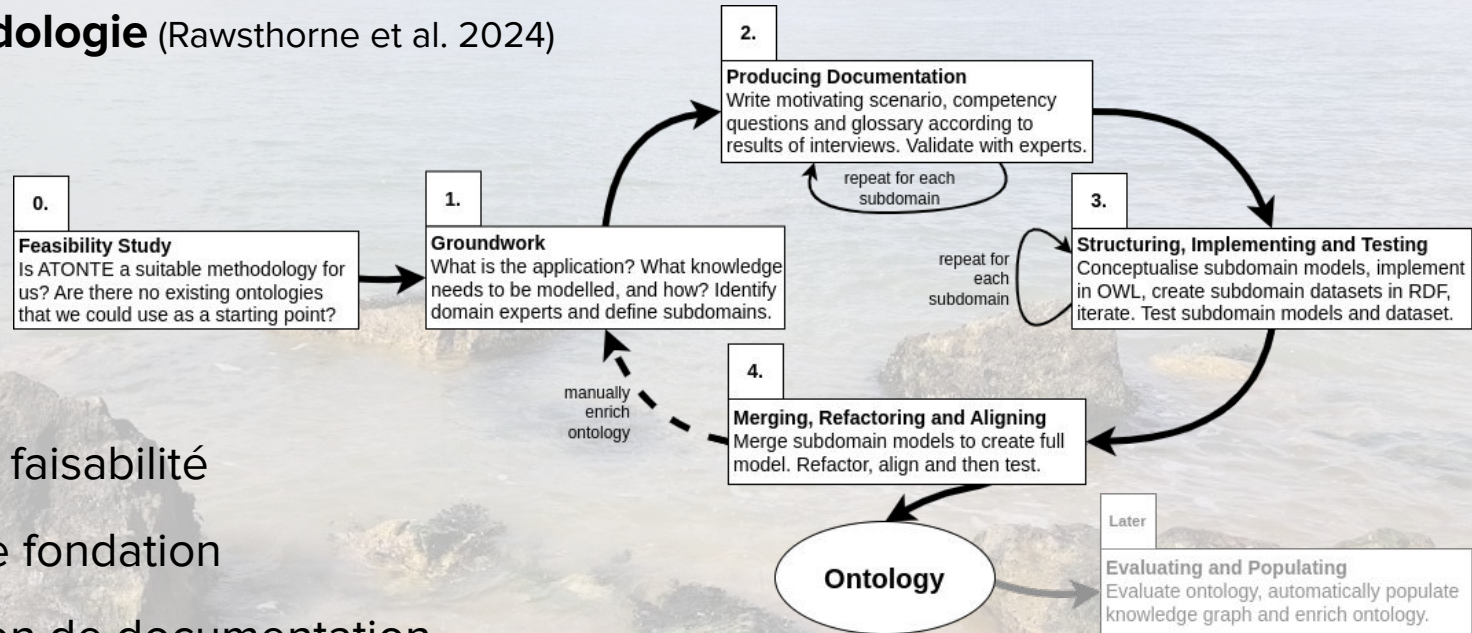 dologie (Rawsthorne et al. 2024)
2.
Producing Documentation
Write motivating scenario, competency
questions and glossary according to
results of interviews. Validate with experts.
repeat for each
subdomain
0.
Feasibility Study
Is ATONTE a suitable methodology for
us? Are there no existing ontologies
that we could use as a starting point?
1.
Groundwork
What is the application? What knowledge
needs to be modelled, and how? Identify
domain experts and define subdomains.
3.
Structuring, Implementing and Testing
Conceptualise subdomain models, implement
in OWL, create subdomain datasets in RDF,
iterate. Test subdomain models and dataset.
repeat for
each
subdomain
4.
Merging, Refactoring and Aligning
Merge subdomain models to create full
model. Refactor, align and then test.
manually
enrich
ontology
Ontology
Later
Evaluating and Populating
Evaluate ontology, automatically populate
knowledge graph and enrich ontology.
faisabilité
e fondation
on de documentation